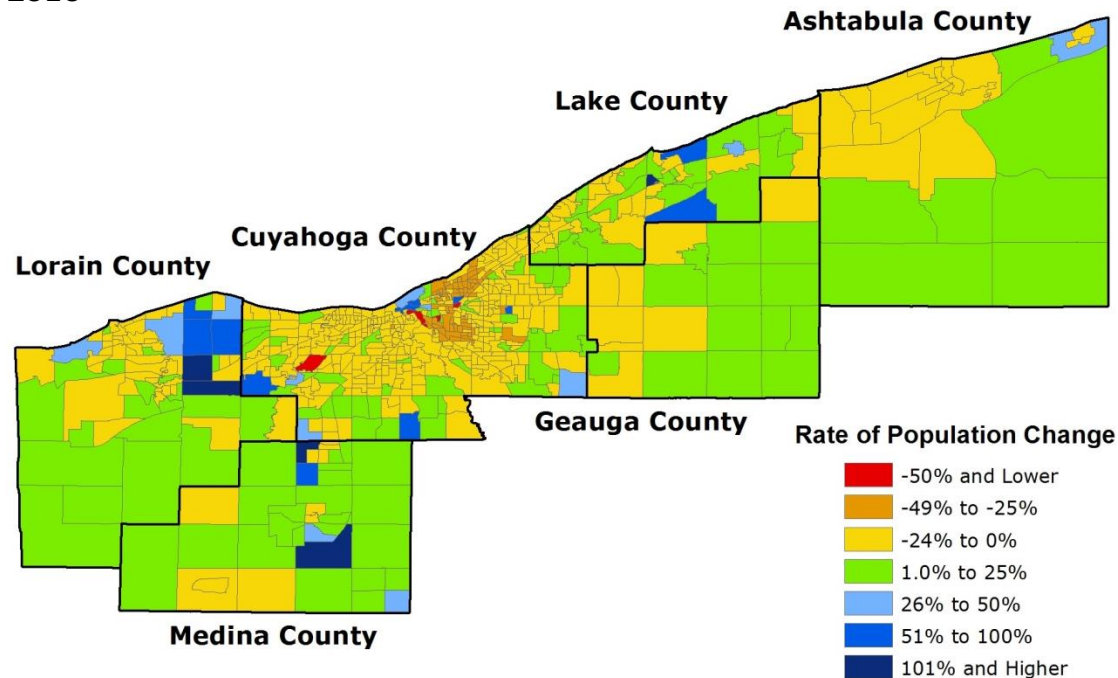 Ashtabula County
Lake County
Cuyahoga County
Lorain County
Geauga County
Medina County
Rate of Population Change
-50% and Lower
-49% to -25%
-24% to 0%
1.0% to 25%
26% to 50%
51% to 100%
101% and Higher